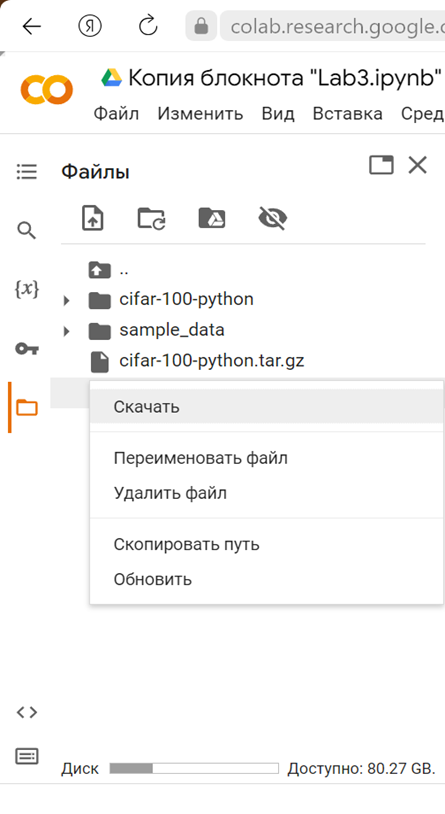 Я colab.research.google.c
Копия блокнота "Lab3.ipynb"
Файл Изменить Вид Вставка Сред
Файлы
{x}
..
cifar-100-python
sample_data
cifar-100-python.tar.gz
Скачать
Переименовать файл
Удалить файл
Скопировать путь
Обновить
Диск Доступно: 80.27 GB.